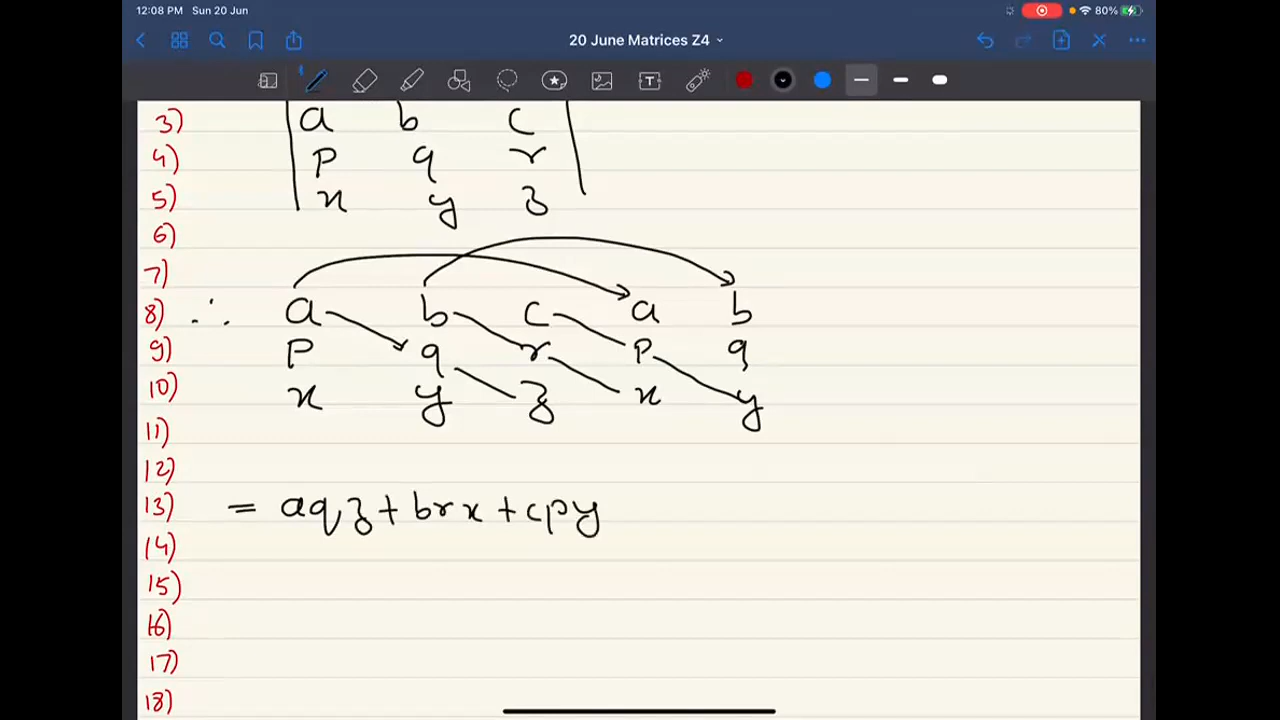 12:08 PM Sun 20 Jun 80%
20 June Matrices Z4
3) a b c
4) p q r
5) x y z
6)
7)
8) ∴ a b c a b
9) p q r p q
10) x y z x y
11)
12)
13) = aqz + brx + cpy
14)
15)
16)
17)
18)